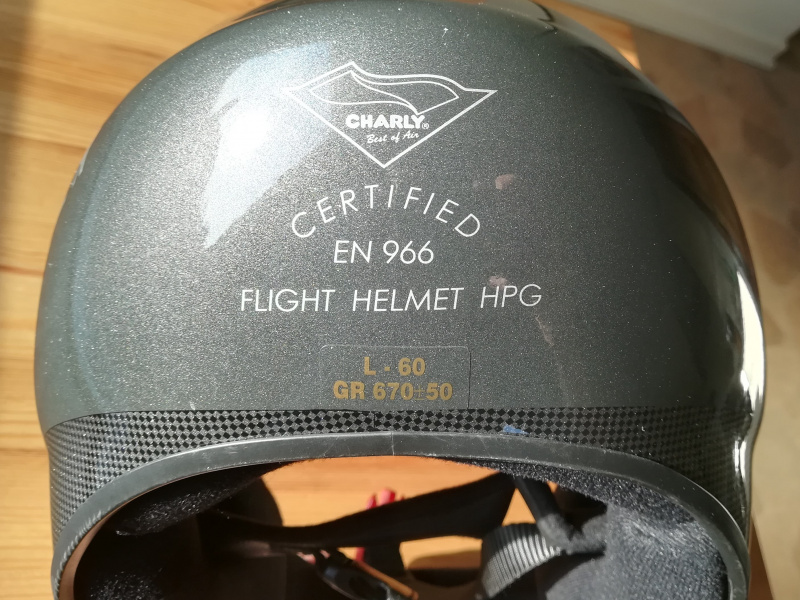 CHARLY®
Best of Air
CERTIFIED
EN 966
FLIGHT HELMET HPG
L - 60
GR 670±50